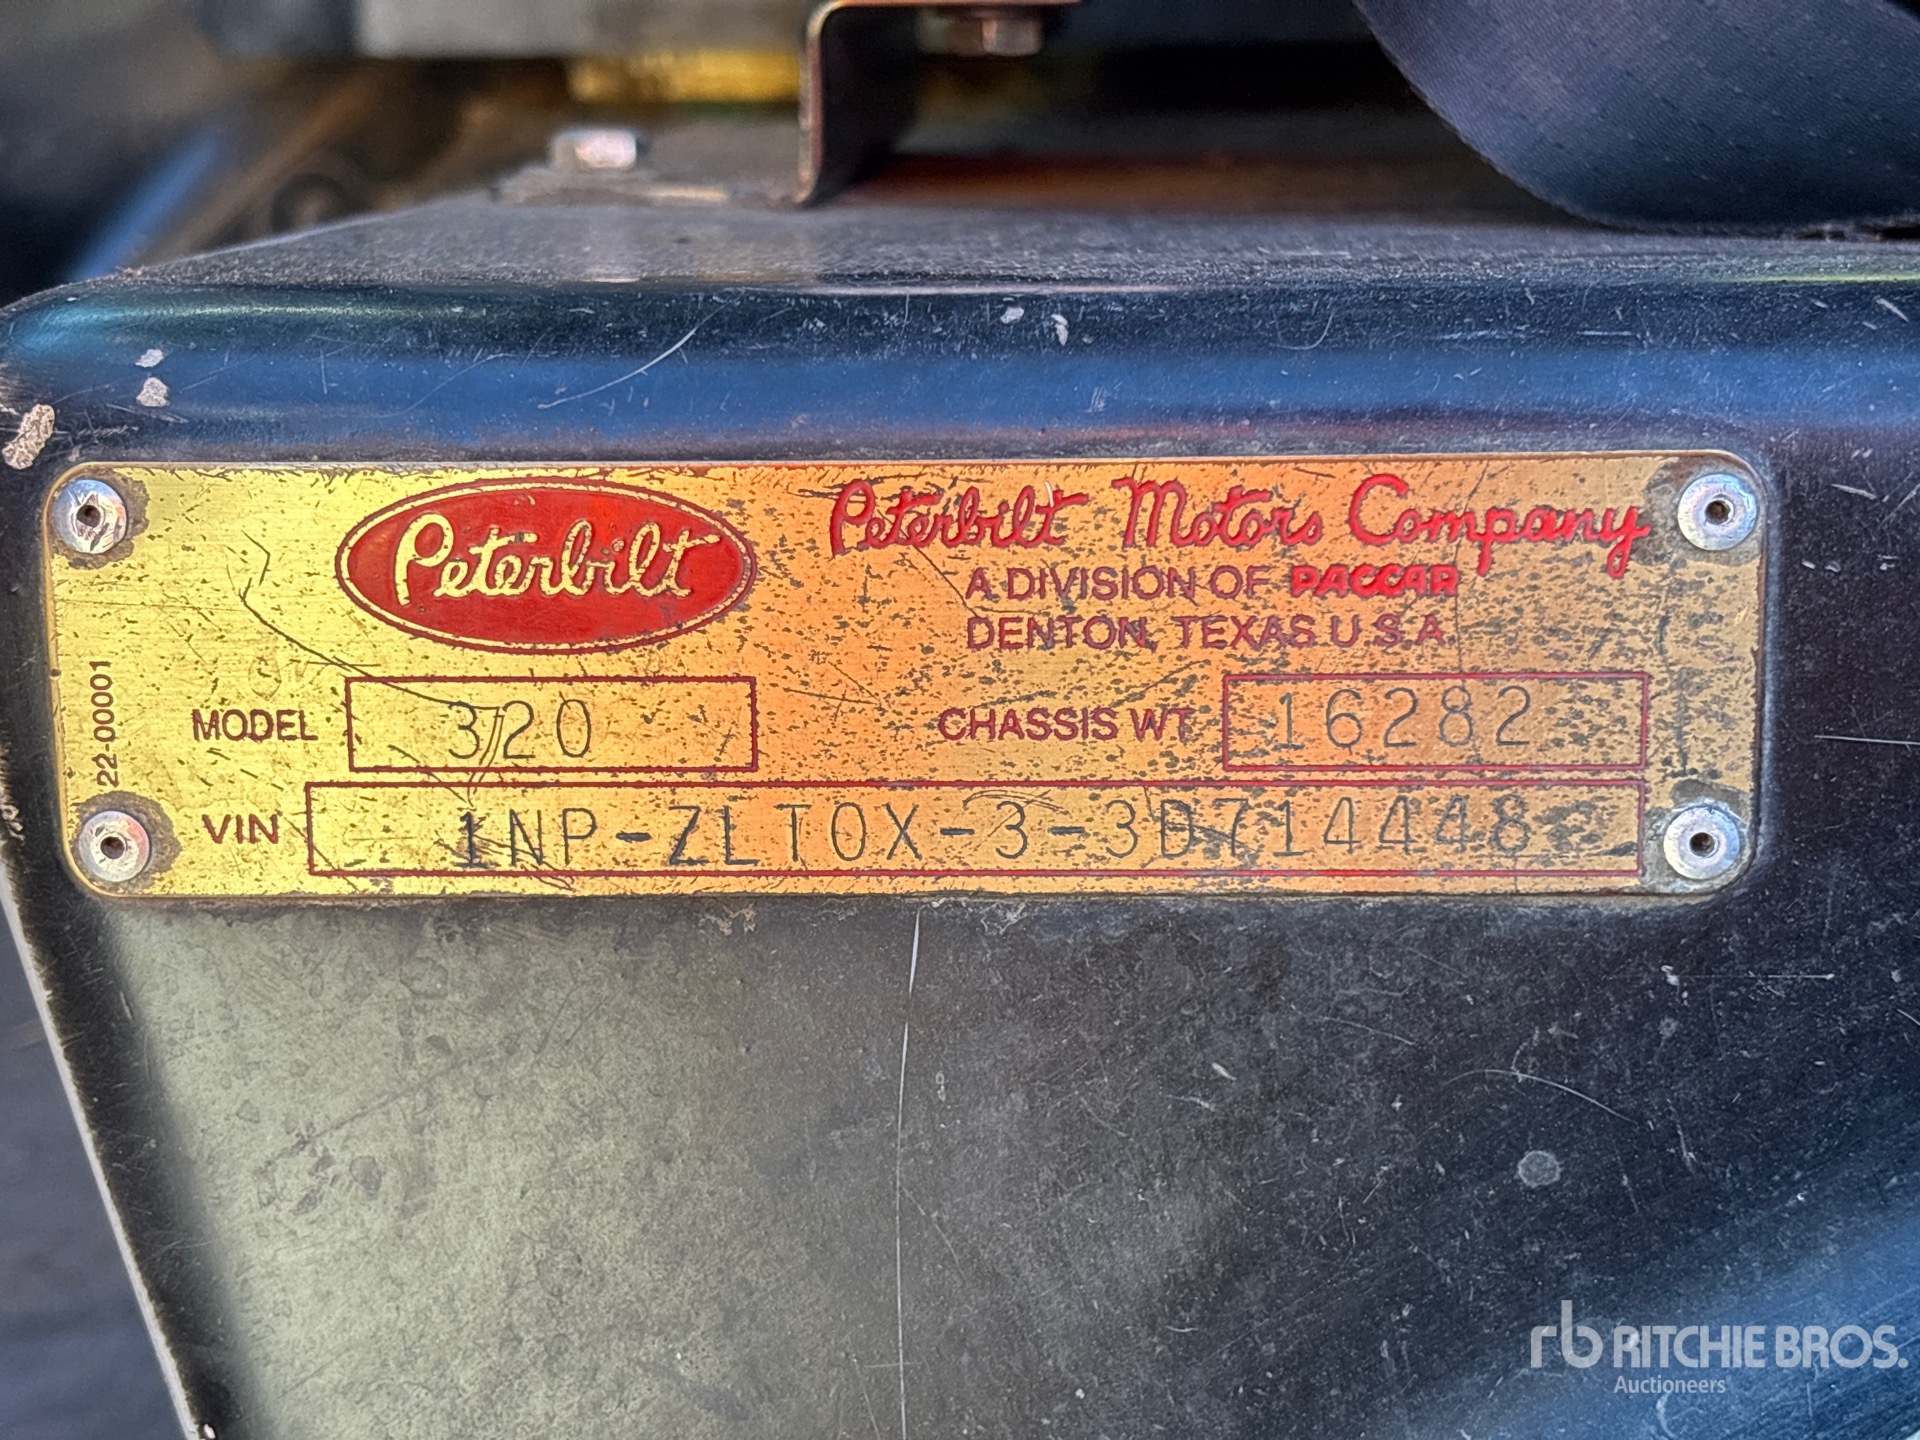 Peterbilt
Peterbilt Motors Company
A DIVISION OF PACCAR
DENTON, TEXAS U.S.A.
22-00001
MODEL 320
CHASSIS WT 16282
VIN 1NP-ZLT0X-3-3D714448
rb RITCHIE BROS.
Auctioneers